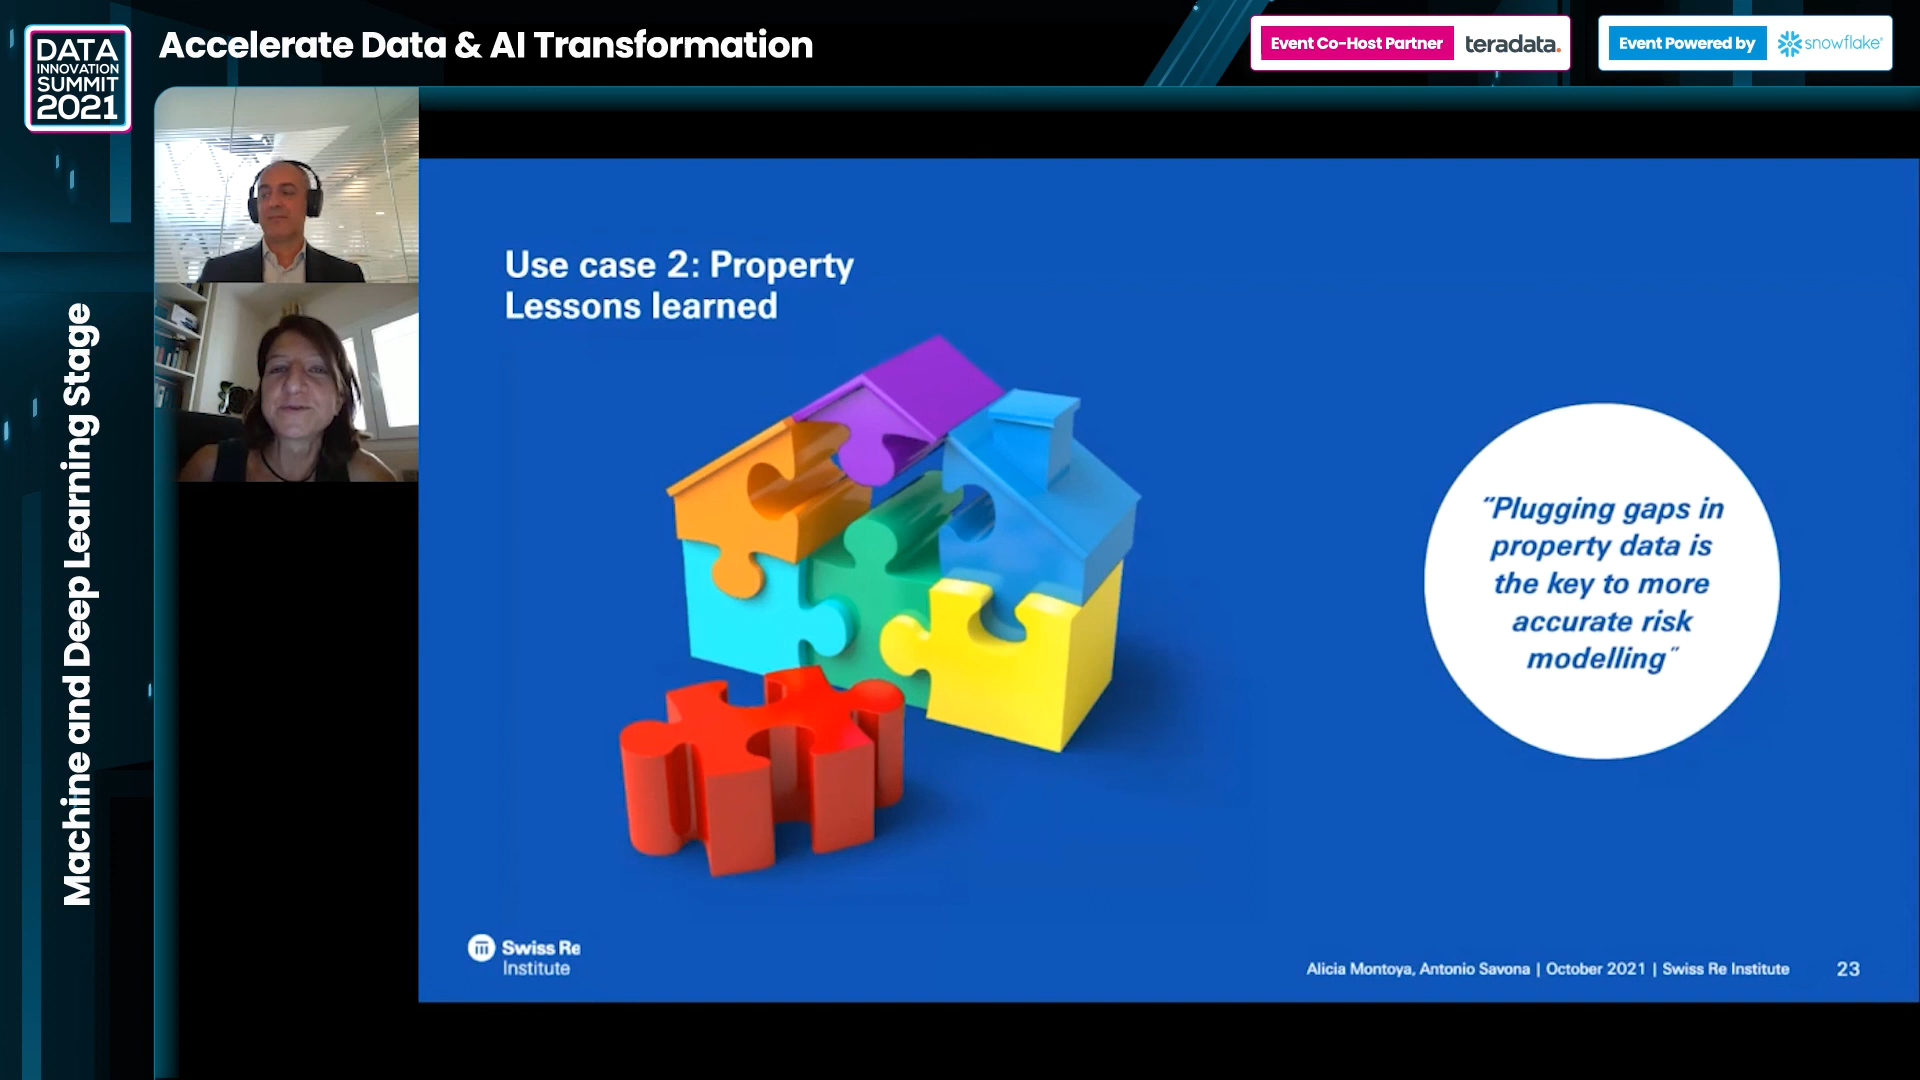 DATA
INNOVATION
SUMMIT
2021
Accelerate Data & AI Transformation
Event Co-Host Partner
teradata.
Event Powered by
snowflake®
Machine and Deep Learning Stage
Use case 2: Property
Lessons learned
“Plugging gaps in
property data is
the key to more
accurate risk
modelling”
Swiss Re
Institute
Alicia Montoya, Antonio Savona | October 2021 | Swiss Re Institute
23